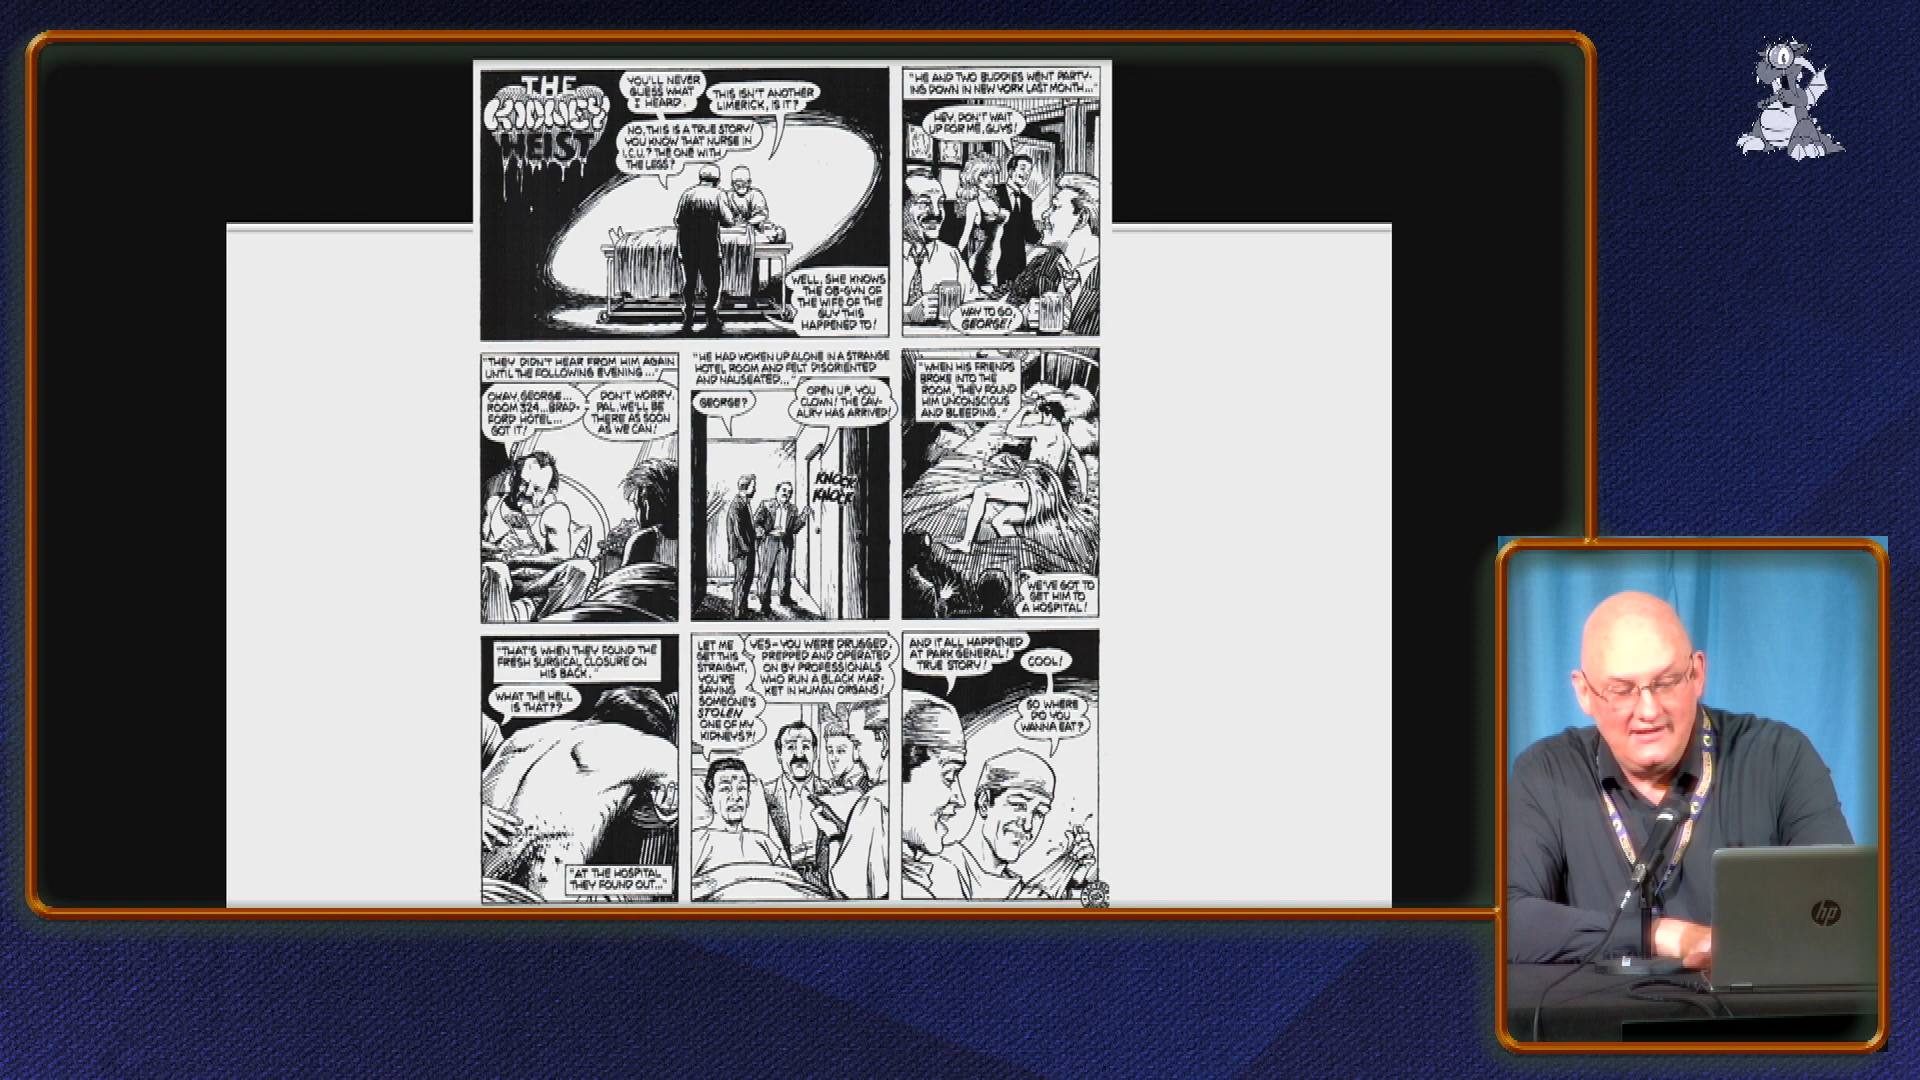 THE
KIDNEY
HEIST
YOU'LL NEVER
GUESS WHAT
I HEARD.
THIS ISN'T ANOTHER
LIMERICK, IS IT?
NO, THIS IS A TRUE STORY!
YOU KNOW THAT NURSE IN
I.C.U.? THE ONE WITH
THE LEGS?
WELL, SHE KNOWS
THE OB-GYN OF
THE WIFE OF THE
GUY THIS
HAPPENED TO!
"HE AND TWO BUDDIES WENT PARTY-
ING DOWN IN NEW YORK LAST MONTH..."
HEY, DON'T WAIT
UP FOR ME, GUYS!
WAY TO GO,
GEORGE!
"THEY DIDN'T HEAR FROM HIM AGAIN
UNTIL THE FOLLOWING EVENING..."
OKAY, GEORGE...
ROOM 324...BRAD-
FORD HOTEL...
GOT IT!
DON'T WORRY,
PAL, WE'LL BE
THERE AS SOON
AS WE CAN!
"HE HAD WOKEN UP ALONE IN A STRANGE
HOTEL ROOM AND FELT DISORIENTED
AND NAUSEATED..."
GEORGE?
OPEN UP, YOU
CLOWN! THE CAV-
ALRY HAS ARRIVED!
KNOCK
KNOCK
"WHEN HIS FRIENDS
BROKE INTO THE
ROOM, THEY FOUND
HIM UNCONSCIOUS
AND BLEEDING."
WE'VE GOT TO
GET HIM TO
A HOSPITAL!
"THAT'S WHEN THEY FOUND THE
FRESH SURGICAL CLOSURE ON
HIS BACK."
WHAT THE HELL
IS THAT??
"AT THE HOSPITAL
THEY FOUND OUT..."
LET ME
GET THIS
STRAIGHT,
YOU'RE
SAYING
SOMEONE'S
STOLEN
ONE OF MY
KIDNEYS?!
YES - YOU WERE DRUGGED,
PREPPED AND OPERATED
ON BY PROFESSIONALS
WHO RUN A BLACK MAR-
KET IN HUMAN ORGANS!
AND IT ALL HAPPENED
AT PARK GENERAL!
TRUE STORY!
COOL!
SO WHERE
DO YOU
WANNA EAT?
hp